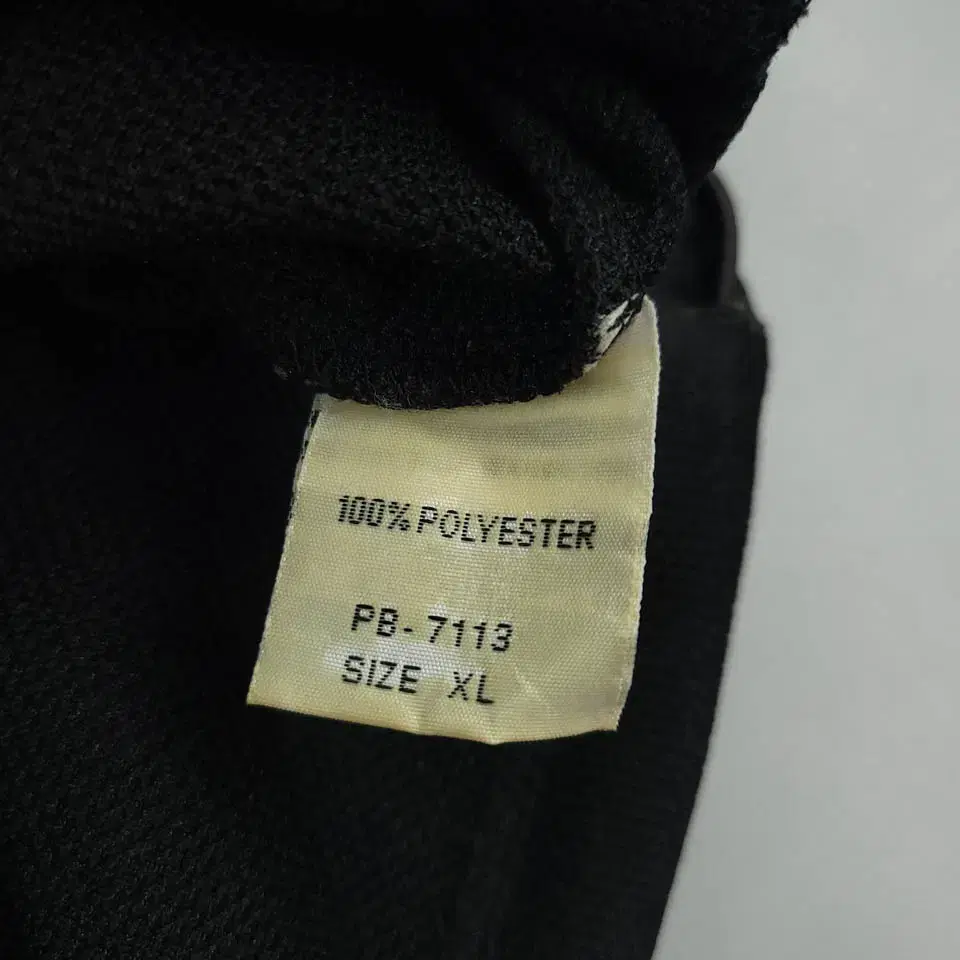 100% POLYESTER
PB-7113
SIZE XL